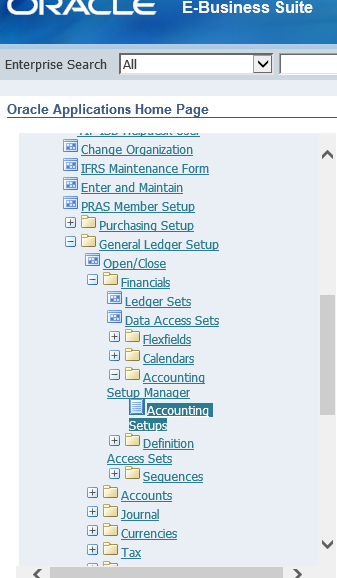 ORACLE E-Business Suite
Enterprise Search All
Oracle Applications Home Page
Change Organization
IFRS Maintenance Form
Enter and Maintain
PRAS Member Setup
Purchasing Setup
General Ledger Setup
Open/Close
Financials
Ledger Sets
Data Access Sets
Flexfields
Calendars
Accounting
Setup Manager
Accounting
Setups
Definition
Access Sets
Sequences
Accounts
Journal
Currencies
Tax